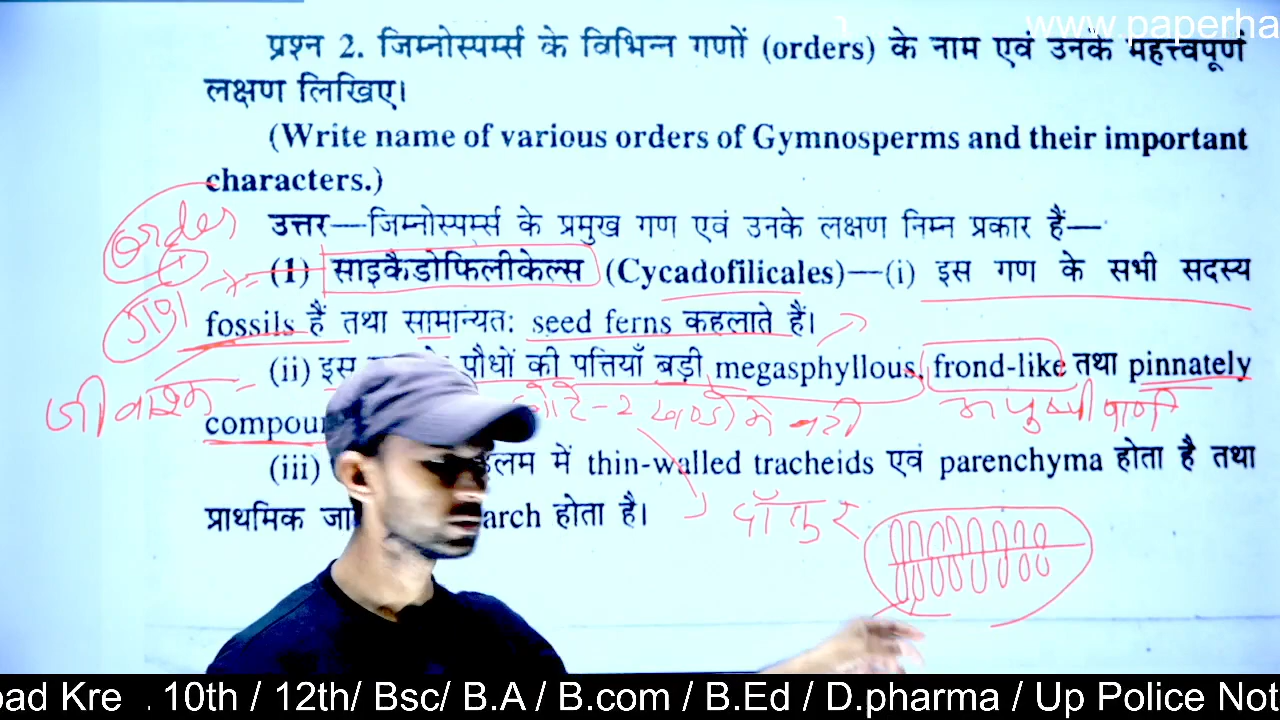 www.paperha
प्रश्न 2. जिम्नोस्पर्म्स के विभिन्न गणों (orders) के नाम एवं उनके महत्त्वपूर्ण
लक्षण लिखिए।
(Write name of various orders of Gymnosperms and their important
characters.)
उत्तर—जिम्नोस्पर्म्स के प्रमुख गण एवं उनके लक्षण निम्न प्रकार हैं—
order
(1) साइकैडोफिलीकेल्स (Cycadofilicales)—(i) इस गण के सभी सदस्य
गण
fossils हैं तथा सामान्यत: seed ferns कहलाते हैं।
(ii) इस पौधों की पत्तियाँ बड़ी megasphyllous, frond-like तथा pinnately
जीवाश्म
compoun
(iii) में thin-walled tracheids एवं parenchyma होता है तथा
प्राथमिक arch होता है।
10th / 12th/ Bsc/ B.A / B.com / B.Ed / D.pharma / Up Police Not